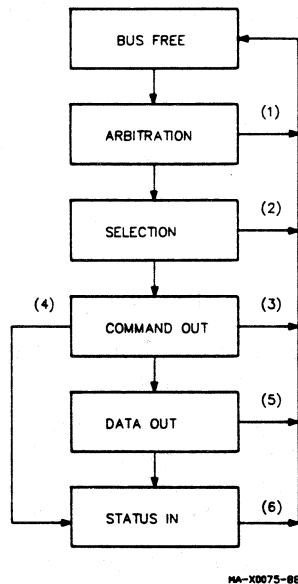 BUS FREE
(1)
ARBITRATION
(2)
SELECTION
(4)
(3)
COMMAND OUT
(5)
DATA OUT
(6)
STATUS IN
MA-X0075-88